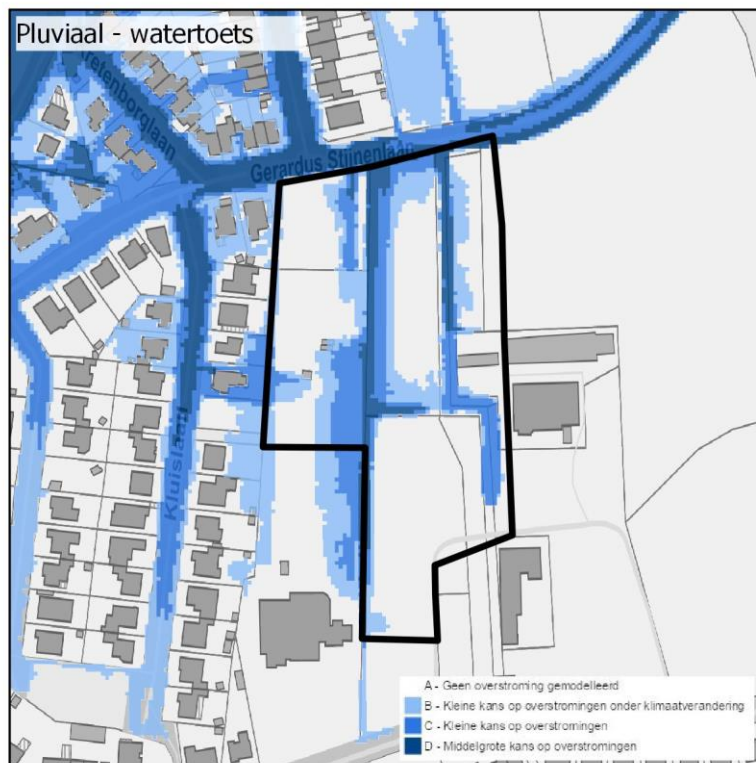 Pluviaal - watertoets
Tretenborglaan
Gerardus Stijnenlaan
Kluislaan
A - Geen overstroming gemodelleerd
B - Kleine kans op overstromingen onder klimaatverandering
C - Kleine kans op overstromingen
D - Middelgrote kans op overstromingen